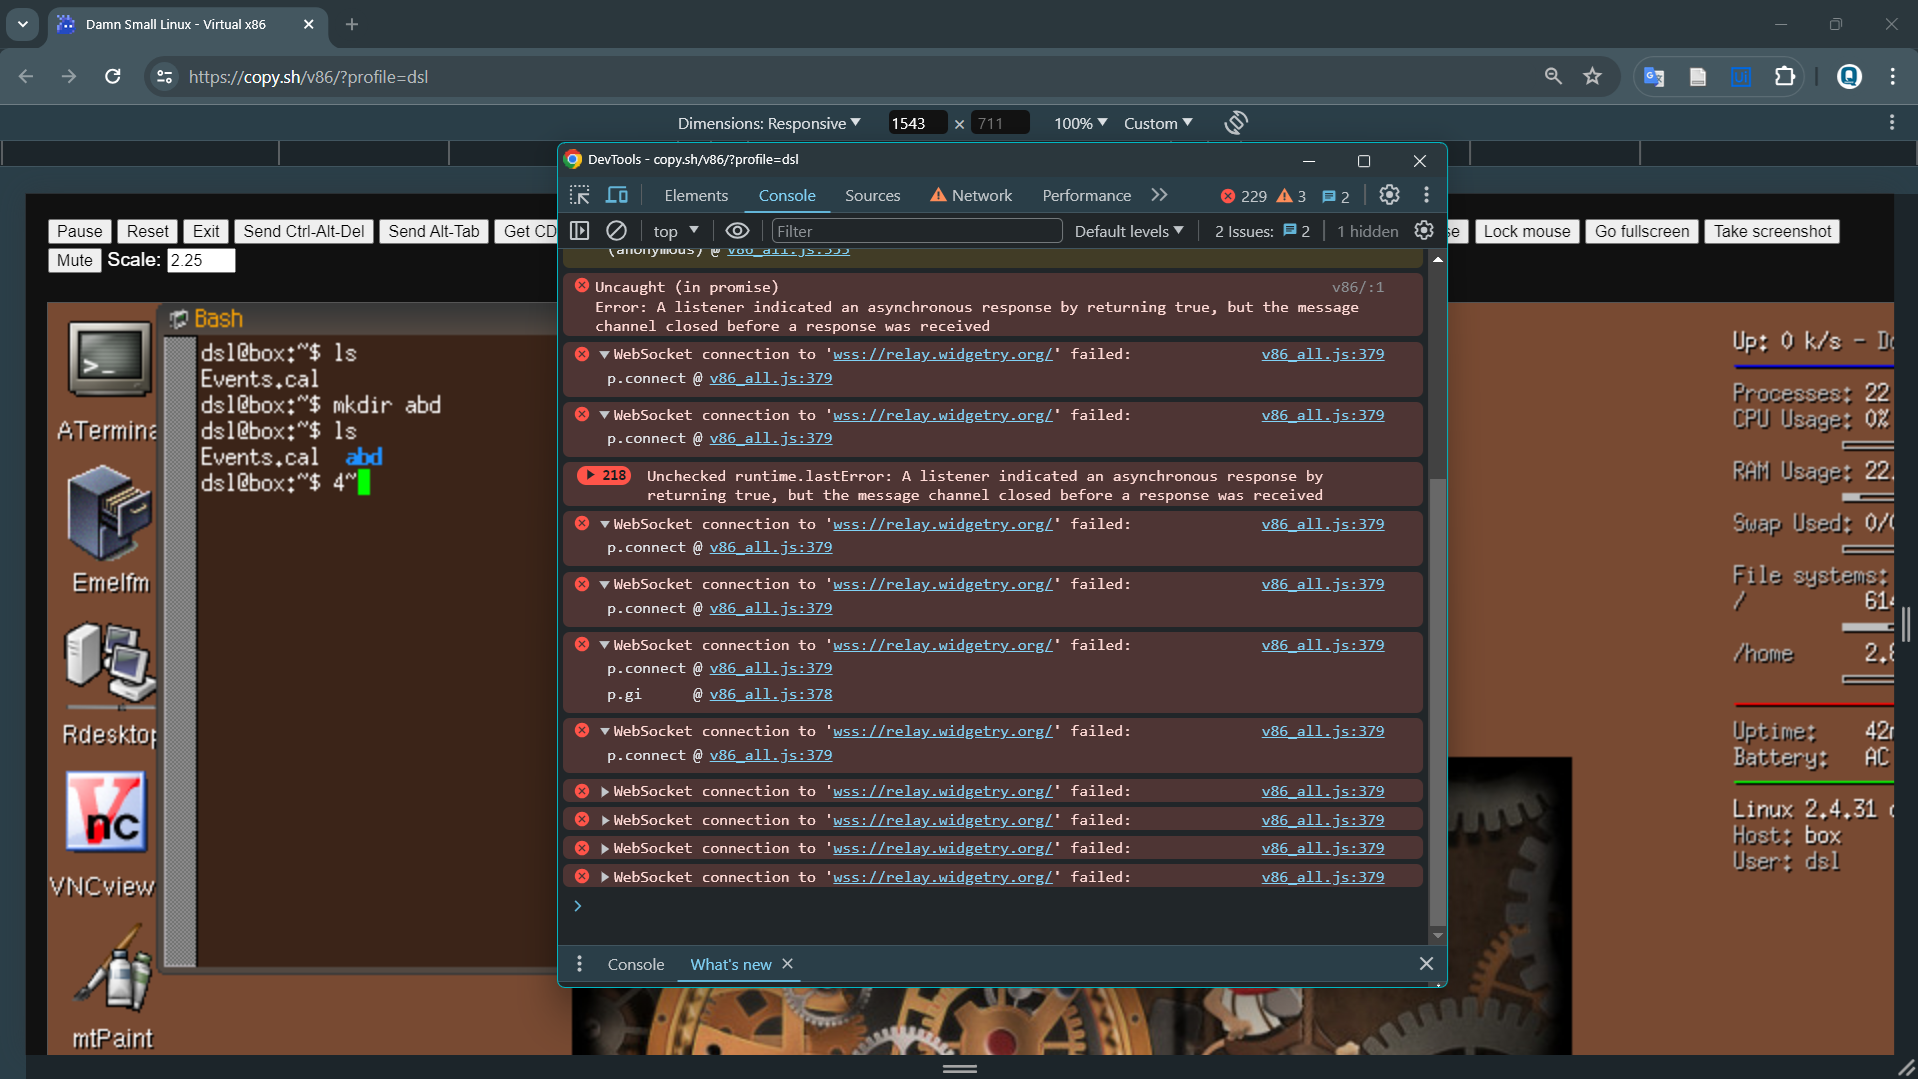 Damn Small Linux - Virtual x86
https://copy.sh/v86/?profile=dsl
Dimensions: Responsive 1543 × 711 100% Custom
DevTools - copy.sh/v86/?profile=dsl
Elements Console Sources Network Performance 229 3 2
top Filter Default levels 2 Issues: 2 1 hidden
Pause Reset Exit Send Ctrl-Alt-Del Send Alt-Tab Get CD
se Lock mouse Go fullscreen Take screenshot
Mute Scale: 2.25
(anonymous) @ v86_all.js:355
Uncaught (in promise) v86/:1
Error: A listener indicated an asynchronous response by returning true, but the message
channel closed before a response was received
WebSocket connection to 'wss://relay.widgetry.org/' failed: v86_all.js:379
p.connect @ v86_all.js:379
WebSocket connection to 'wss://relay.widgetry.org/' failed: v86_all.js:379
p.connect @ v86_all.js:379
218 Unchecked runtime.lastError: A listener indicated an asynchronous response by
returning true, but the message channel closed before a response was received
WebSocket connection to 'wss://relay.widgetry.org/' failed: v86_all.js:379
p.connect @ v86_all.js:379
WebSocket connection to 'wss://relay.widgetry.org/' failed: v86_all.js:379
p.connect @ v86_all.js:379
WebSocket connection to 'wss://relay.widgetry.org/' failed: v86_all.js:379
p.connect @ v86_all.js:379
p.gi @ v86_all.js:378
WebSocket connection to 'wss://relay.widgetry.org/' failed: v86_all.js:379
p.connect @ v86_all.js:379
WebSocket connection to 'wss://relay.widgetry.org/' failed: v86_all.js:379
WebSocket connection to 'wss://relay.widgetry.org/' failed: v86_all.js:379
WebSocket connection to 'wss://relay.widgetry.org/' failed: v86_all.js:379
WebSocket connection to 'wss://relay.widgetry.org/' failed: v86_all.js:379
>
Console What's new
Bash
dsl@box:~$ ls
Events.cal
dsl@box:~$ mkdir abd
dsl@box:~$ ls
Events.cal abd
dsl@box:~$ 4~
ATermina
Emelfm
Rdesktop
Vnc
VNCview
mtPaint
Up: 0 k/s - Do
Processes: 22
CPU Usage: 0%
RAM Usage: 22.
Swap Used: 0/0
File systems:
/ 614
/home 2.8
Uptime: 42m
Battery: AC
Linux 2.4.31
Host: box
User: dsl